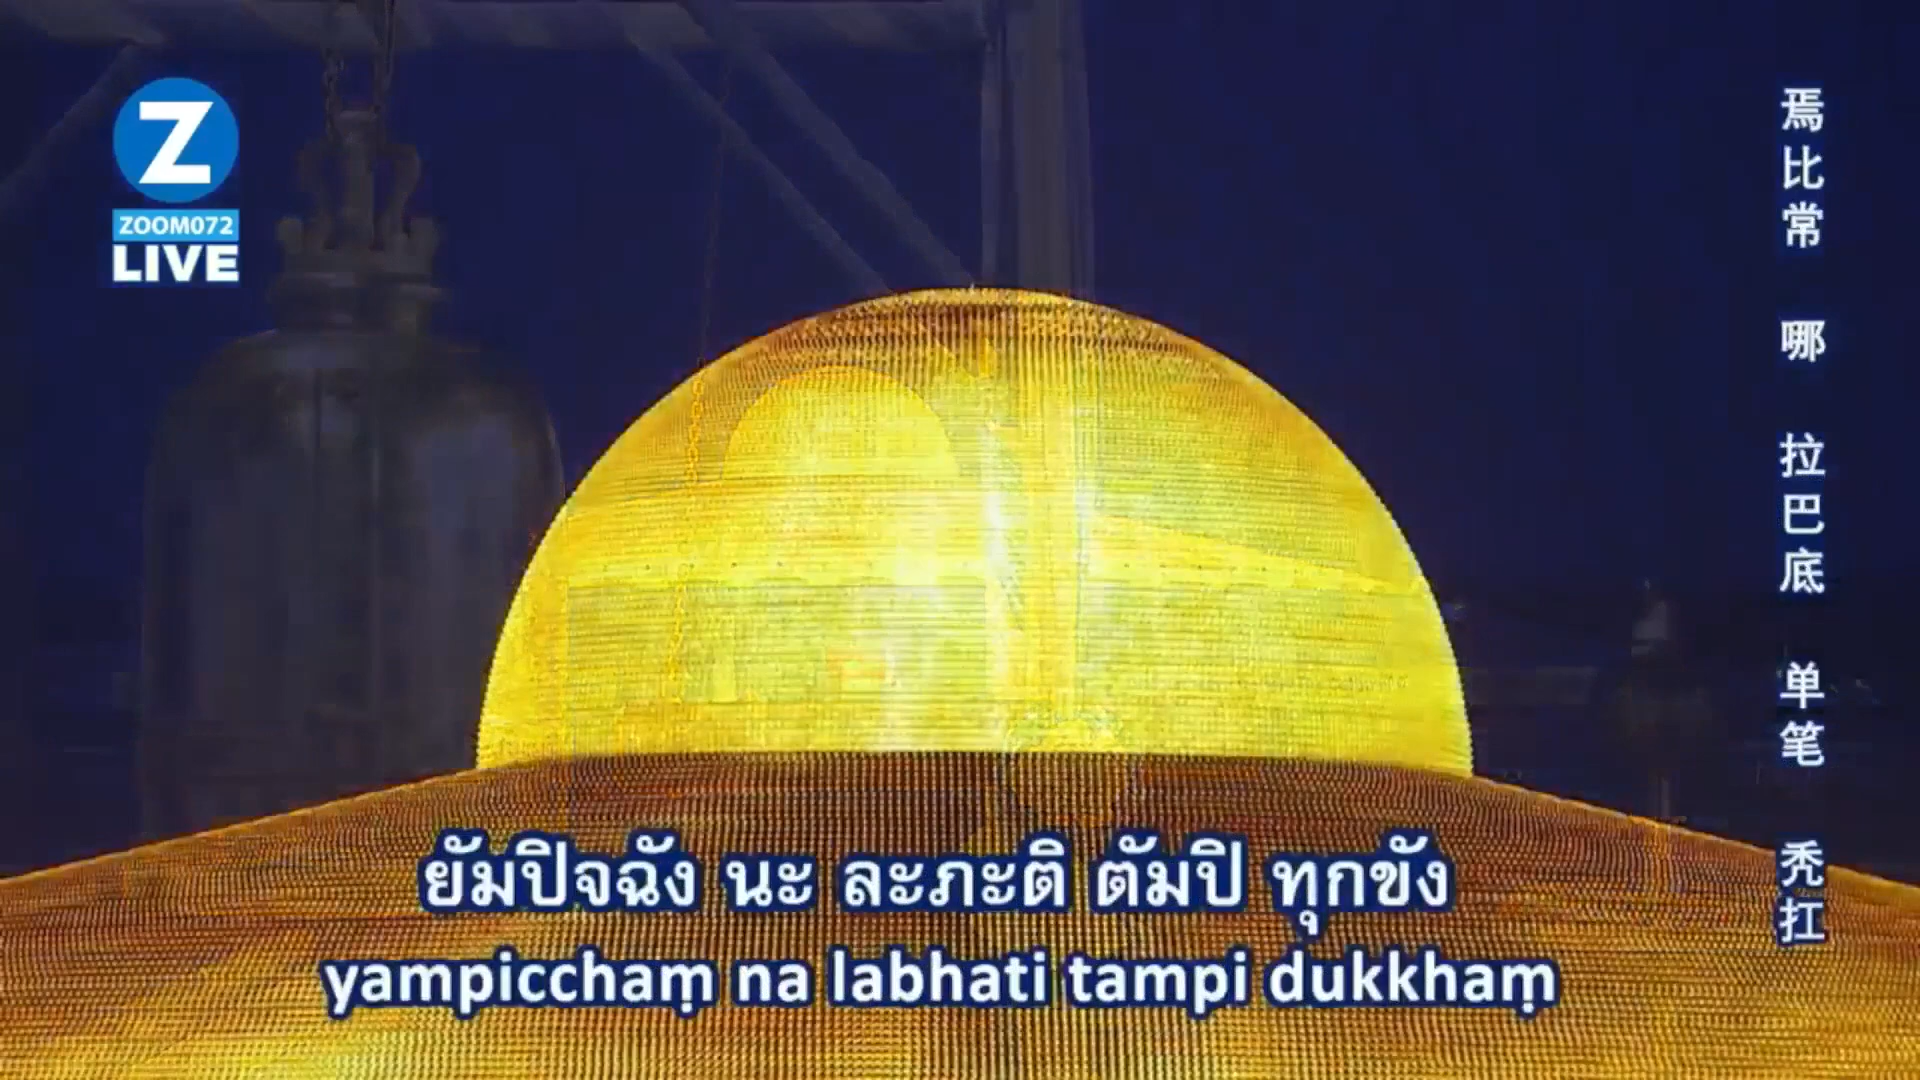 Z
ZOOM072
LIVE
焉比常 哪 拉巴底 单笔 秃扛
ยัมปิจฉัง นะ ละภะติ ตัมปิ ทุกขัง
yampicchaṃ na labhati tampi dukkhaṃ